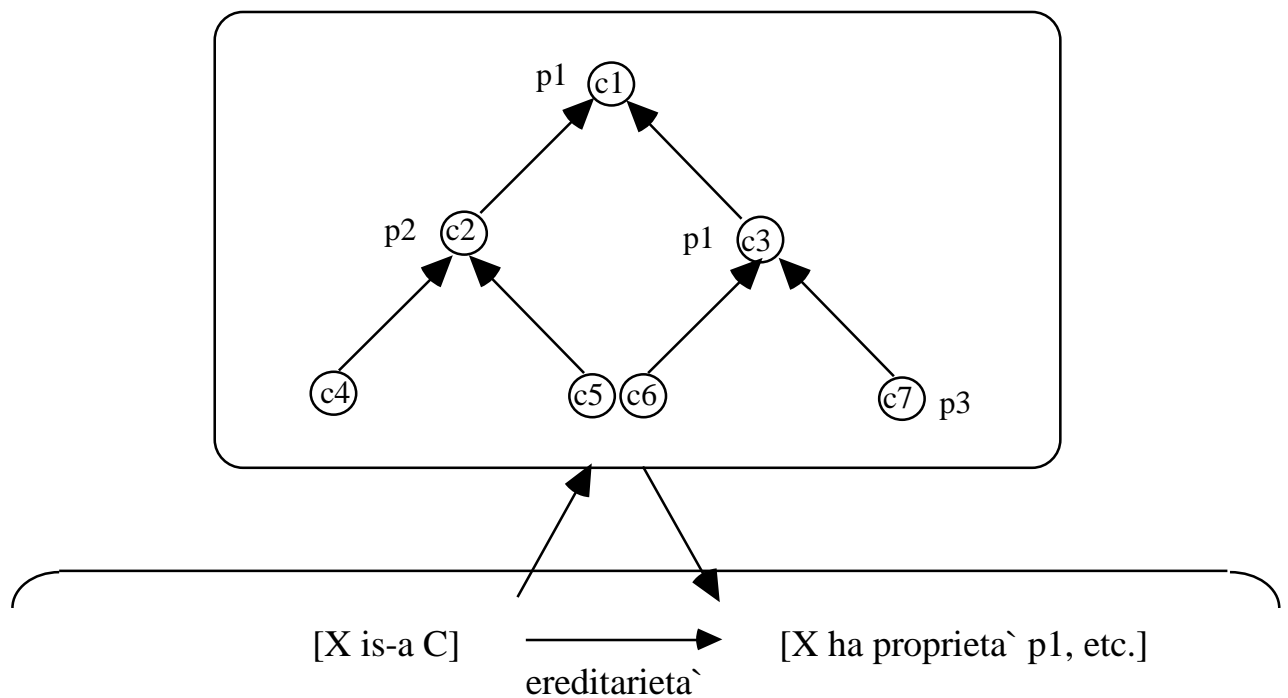 p1 c1
p2 c2 p1 c3
c4 c5 c6 c7 p3
[X is-a C] [X ha proprieta` p1, etc.]
ereditarieta`